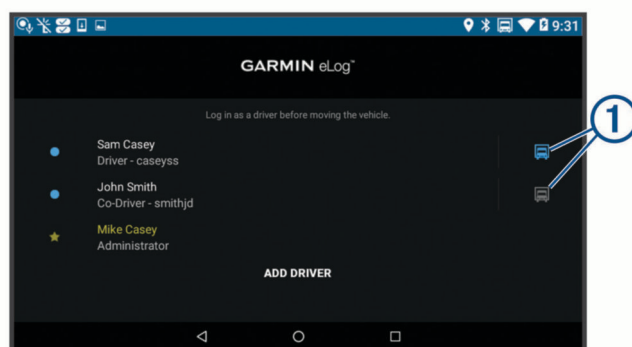 9:31
GARMIN eLog™
Log in as a driver before moving the vehicle.
Sam Casey
Driver - caseyss
John Smith
Co-Driver - smithjd
Mike Casey
Administrator
ADD DRIVER
1